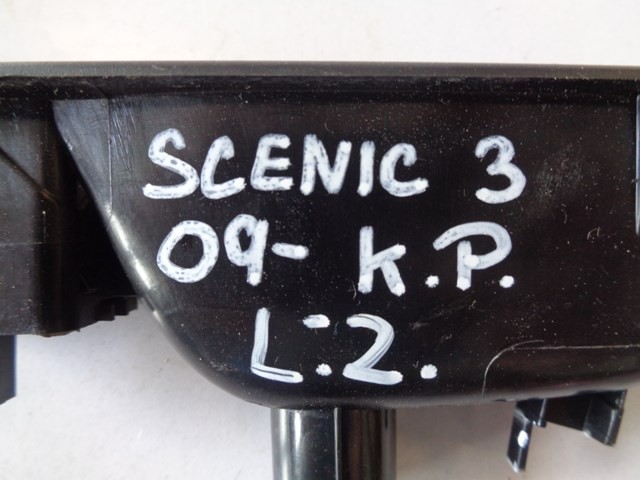 SCENIC 3
09- K.P.
L:2.